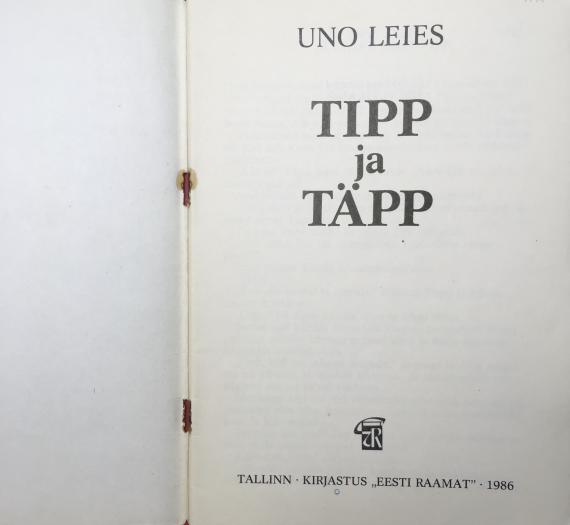 UNO LEIES
TIPP
ja
TÄPP
TALLINN · KIRJASTUS „EESTI RAAMAT” · 1986